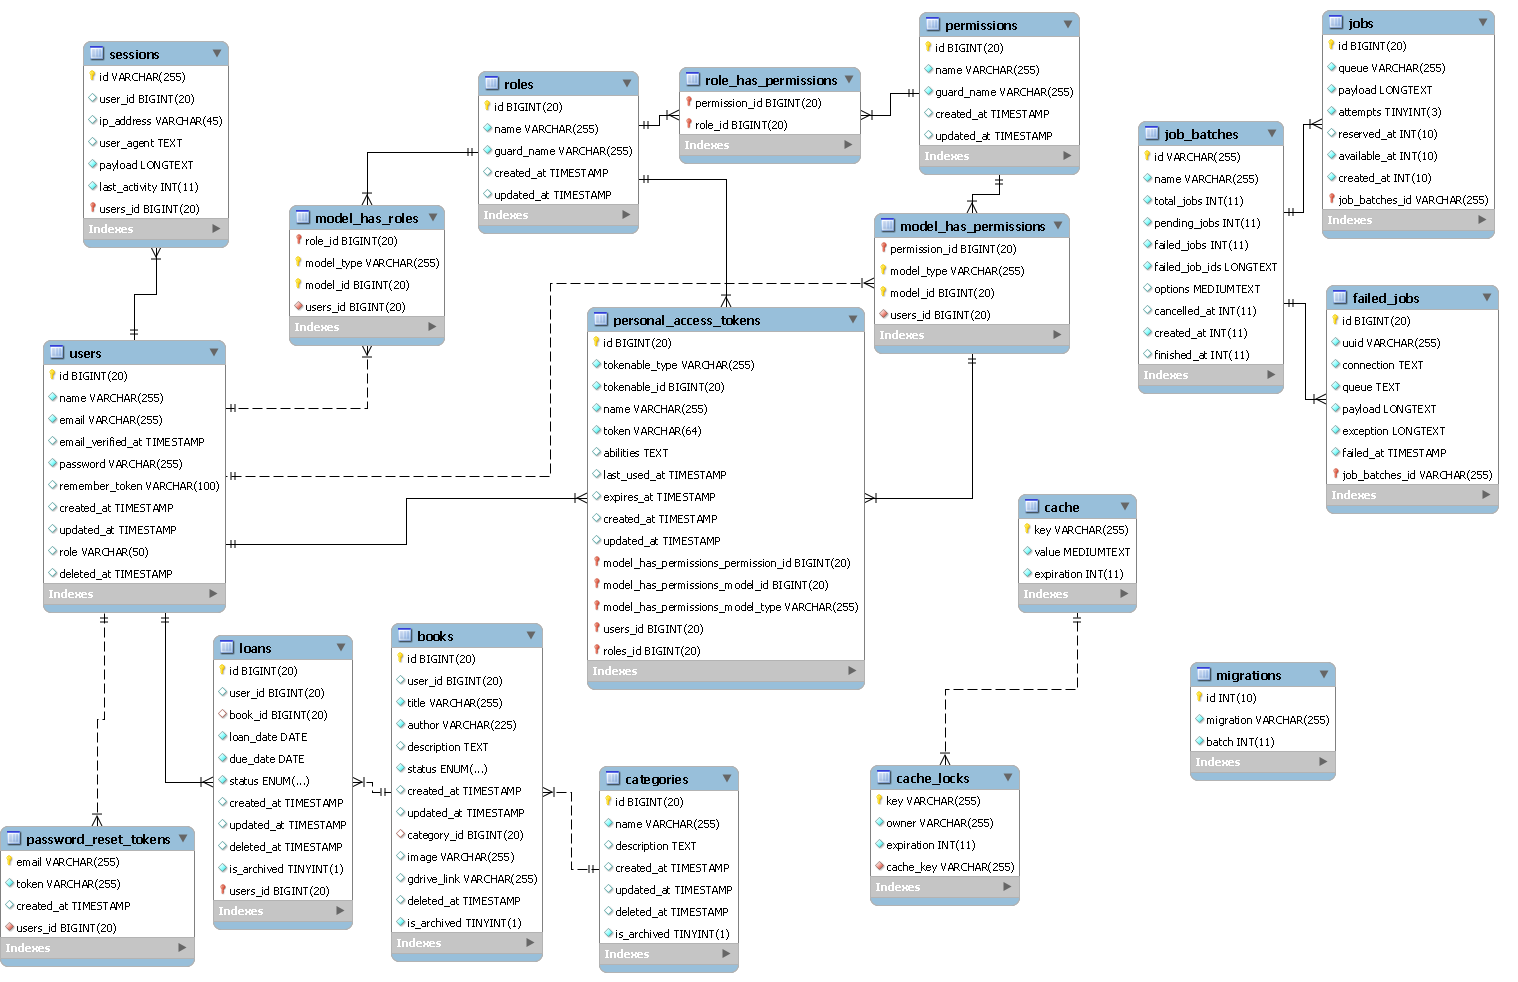 sessions
id VARCHAR(255)
user_id BIGINT(20)
ip_address VARCHAR(45)
user_agent TEXT
payload LONGTEXT
last_activity INT(11)
users_id BIGINT(20)
Indexes
roles
id BIGINT(20)
name VARCHAR(255)
guard_name VARCHAR(255)
created_at TIMESTAMP
updated_at TIMESTAMP
Indexes
role_has_permissions
permission_id BIGINT(20)
role_id BIGINT(20)
Indexes
permissions
id BIGINT(20)
name VARCHAR(255)
guard_name VARCHAR(255)
created_at TIMESTAMP
updated_at TIMESTAMP
Indexes
jobs
id BIGINT(20)
queue VARCHAR(255)
payload LONGTEXT
attempts TINYINT(3)
reserved_at INT(10)
available_at INT(10)
created_at INT(10)
job_batches_id VARCHAR(255)
Indexes
job_batches
id VARCHAR(255)
name VARCHAR(255)
total_jobs INT(11)
pending_jobs INT(11)
failed_jobs INT(11)
failed_job_ids LONGTEXT
options MEDIUMTEXT
cancelled_at INT(11)
created_at INT(11)
finished_at INT(11)
Indexes
model_has_roles
role_id BIGINT(20)
model_type VARCHAR(255)
model_id BIGINT(20)
users_id BIGINT(20)
Indexes
model_has_permissions
permission_id BIGINT(20)
model_type VARCHAR(255)
model_id BIGINT(20)
users_id BIGINT(20)
Indexes
failed_jobs
id BIGINT(20)
uuid VARCHAR(255)
connection TEXT
queue TEXT
payload LONGTEXT
exception LONGTEXT
failed_at TIMESTAMP
job_batches_id VARCHAR(255)
Indexes
users
id BIGINT(20)
name VARCHAR(255)
email VARCHAR(255)
email_verified_at TIMESTAMP
password VARCHAR(255)
remember_token VARCHAR(100)
created_at TIMESTAMP
updated_at TIMESTAMP
role VARCHAR(50)
deleted_at TIMESTAMP
Indexes
personal_access_tokens
id BIGINT(20)
tokenable_type VARCHAR(255)
tokenable_id BIGINT(20)
name VARCHAR(255)
token VARCHAR(64)
abilities TEXT
last_used_at TIMESTAMP
expires_at TIMESTAMP
created_at TIMESTAMP
updated_at TIMESTAMP
model_has_permissions_permission_id BIGINT(20)
model_has_permissions_model_id BIGINT(20)
model_has_permissions_model_type VARCHAR(255)
users_id BIGINT(20)
roles_id BIGINT(20)
Indexes
cache
key VARCHAR(255)
value MEDIUMTEXT
expiration INT(11)
Indexes
loans
id BIGINT(20)
user_id BIGINT(20)
book_id BIGINT(20)
loan_date DATE
due_date DATE
status ENUM(...)
created_at TIMESTAMP
updated_at TIMESTAMP
deleted_at TIMESTAMP
is_archived TINYINT(1)
users_id BIGINT(20)
Indexes
books
id BIGINT(20)
user_id BIGINT(20)
title VARCHAR(255)
author VARCHAR(225)
description TEXT
status ENUM(...)
created_at TIMESTAMP
updated_at TIMESTAMP
category_id BIGINT(20)
image VARCHAR(255)
gdrive_link VARCHAR(255)
deleted_at TIMESTAMP
is_archived TINYINT(1)
Indexes
migrations
id INT(10)
migration VARCHAR(255)
batch INT(11)
Indexes
categories
id BIGINT(20)
name VARCHAR(255)
description TEXT
created_at TIMESTAMP
updated_at TIMESTAMP
deleted_at TIMESTAMP
is_archived TINYINT(1)
Indexes
cache_locks
key VARCHAR(255)
owner VARCHAR(255)
expiration INT(11)
cache_key VARCHAR(255)
Indexes
password_reset_tokens
email VARCHAR(255)
token VARCHAR(255)
created_at TIMESTAMP
users_id BIGINT(20)
Indexes